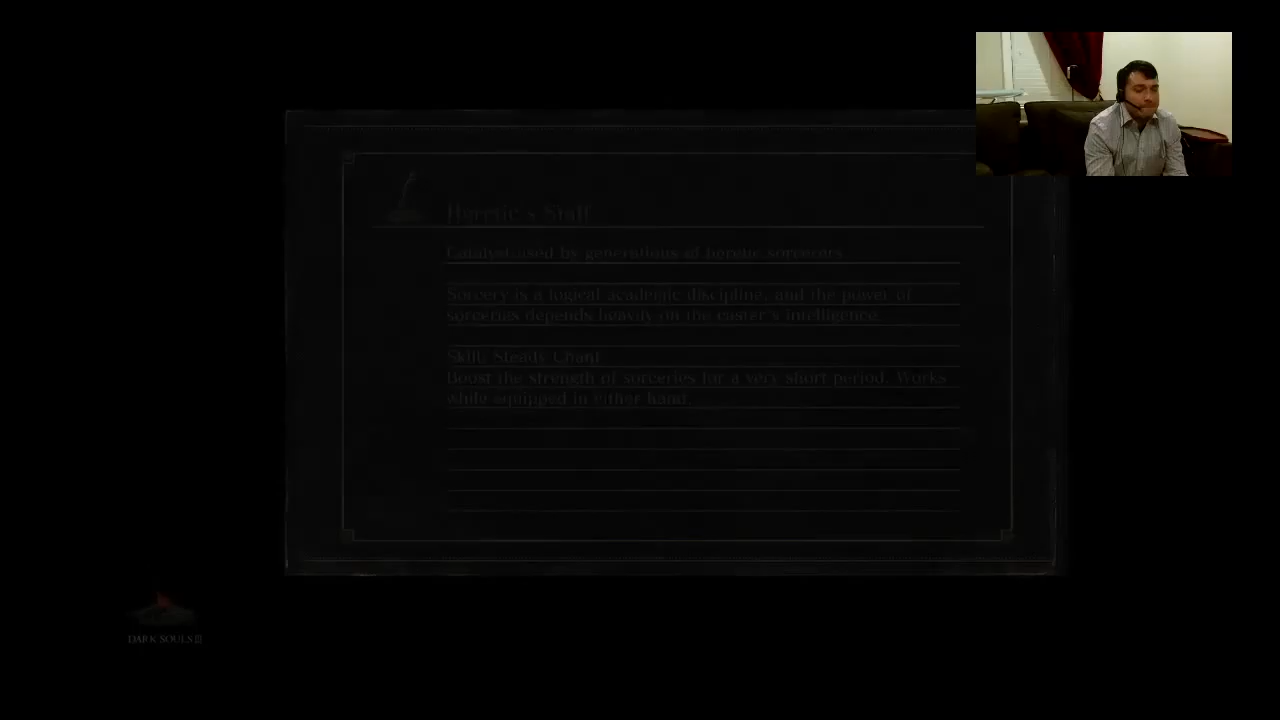 Heretic's Staff
Catalyst used by generations of heretic sorcerers.
Sorcery is a logical academic discipline, and the power of
sorceries depends heavily on the caster's intelligence.
Skill: Steady Chant
Boost the strength of sorceries for a very short period. Works
while equipped in either hand.
DARK SOULS III